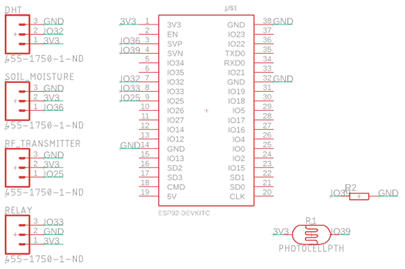 DHT
3 GND
2 IO32
1 3V3
455-1750-1-ND
SOIL_MOISTURE
3 GND
2 3V3
1 IO36
455-1750-1-ND
RF_TRANSMITTER
3 GND
2 3V3
1 IO25
455-1750-1-ND
RELAY
3 IO33
2 GND
1 3V3
455-1750-1-ND
3V3 1 3V3 GND 38 GND
2 EN IO23 37
IO36 3 SVP IO22 36
IO39 4 SVN TXD0 35
5 IO34 RXD0 34
6 IO35 IO21 33
IO32 7 IO32 GND 32 GND
IO33 8 IO33 IO19 31
IO25 9 IO25 IO18 30
10 IO26 IO5 29
11 IO27 IO17 28
12 IO14 IO16 27
13 IO12 IO4 26
GND 14 GND IO0 25
15 IO13 IO2 24
16 SD2 IO15 23
17 SD3 SD1 22
18 CMD SD0 21
19 5V CLK 20
ESP32-DEVKITC
R2
IO39 GND
R1
3V3 IO39
PHOTOCELLPTH